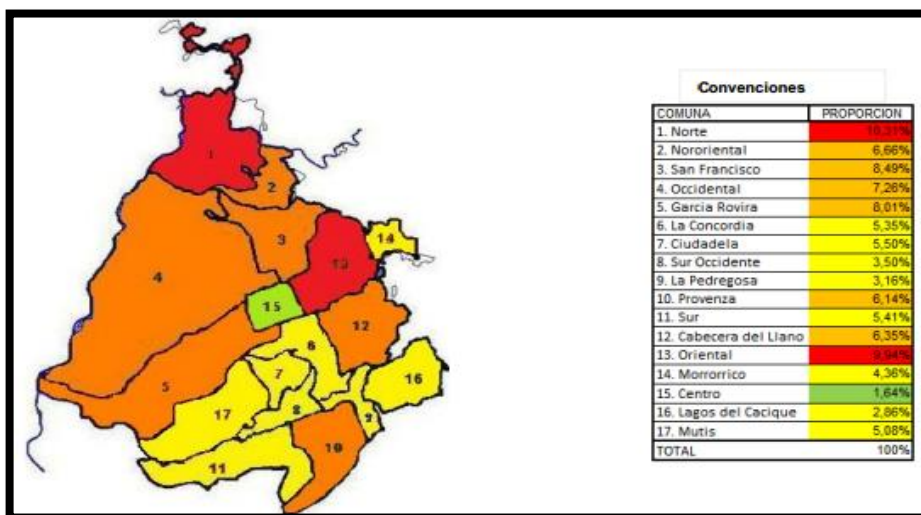 Convenciones
COMUNA PROPORCION
1. Norte 10,31%
2. Nororiental 6,66%
3. San Francisco 8,49%
4. Occidental 7,26%
5. Garcia Rovira 8,01%
6. La Concordia 5,35%
7. Ciudadela 5,50%
8. Sur Occidente 3,50%
9. La Pedregosa 3,16%
10. Provenza 6,14%
11. Sur 5,41%
12. Cabecera del Llano 6,35%
13. Oriental 9,94%
14. Morrorrico 4,36%
15. Centro 1,64%
16. Lagos del Cacique 2,86%
17. Mutis 5,08%
TOTAL 100%
1
2
3
14
13
4
15
12
6
7
16
5
17
8
9
10
11